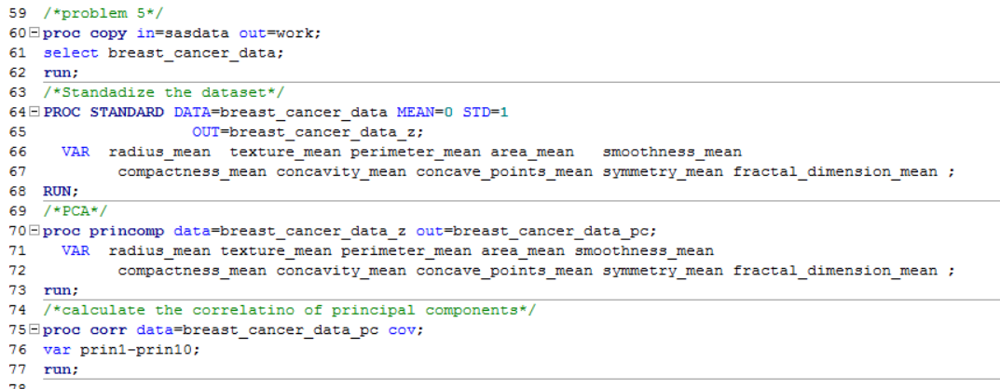 59 /*problem 5*/
60 proc copy in=sasdata out=work;
61 select breast_cancer_data;
62 run;
63 /*Standadize the dataset*/
64 PROC STANDARD DATA=breast_cancer_data MEAN=0 STD=1
65 OUT=breast_cancer_data_z;
66 VAR radius_mean texture_mean perimeter_mean area_mean smoothness_mean
67 compactness_mean concavity_mean concave_points_mean symmetry_mean fractal_dimension_mean ;
68 RUN;
69 /*PCA*/
70 proc princomp data=breast_cancer_data_z out=breast_cancer_data_pc;
71 VAR radius_mean texture_mean perimeter_mean area_mean smoothness_mean
72 compactness_mean concavity_mean concave_points_mean symmetry_mean fractal_dimension_mean ;
73 run;
74 /*calculate the correlatino of principal components*/
75 proc corr data=breast_cancer_data_pc cov;
76 var prin1-prin10;
77 run;
78